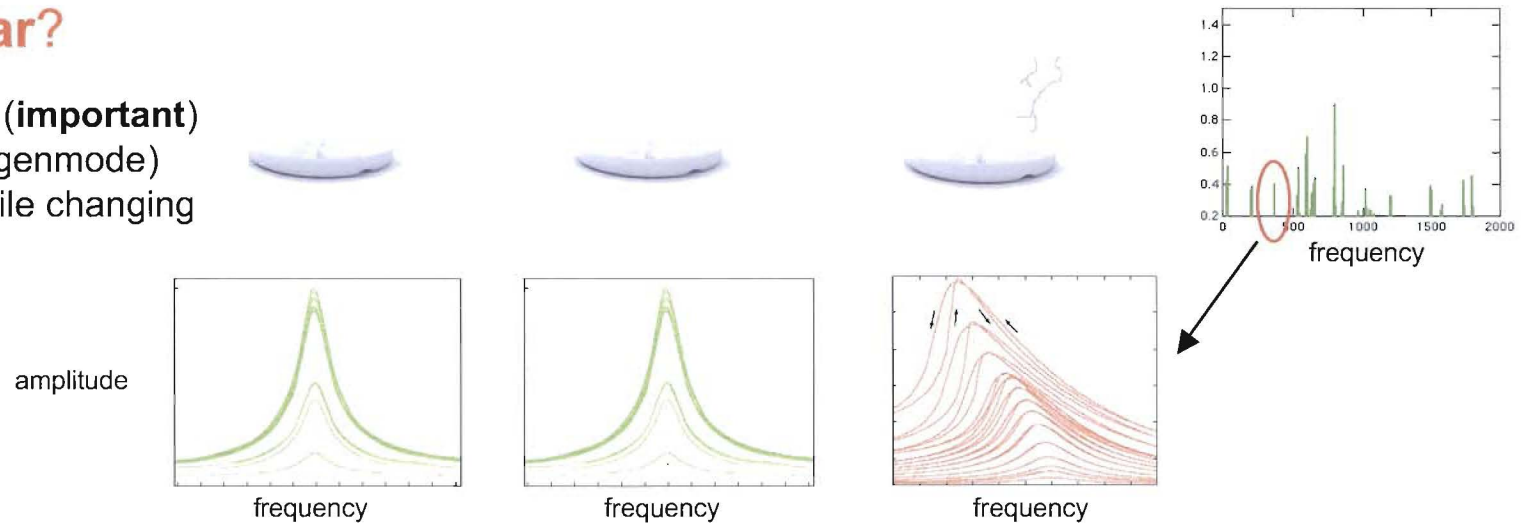 ar?
(important)
genmode)
ile changing
1.4
1.2
1.0
0.8
0.6
0.4
0.2
0 500 1000 1500 2000
frequency
amplitude
frequency
frequency
frequency